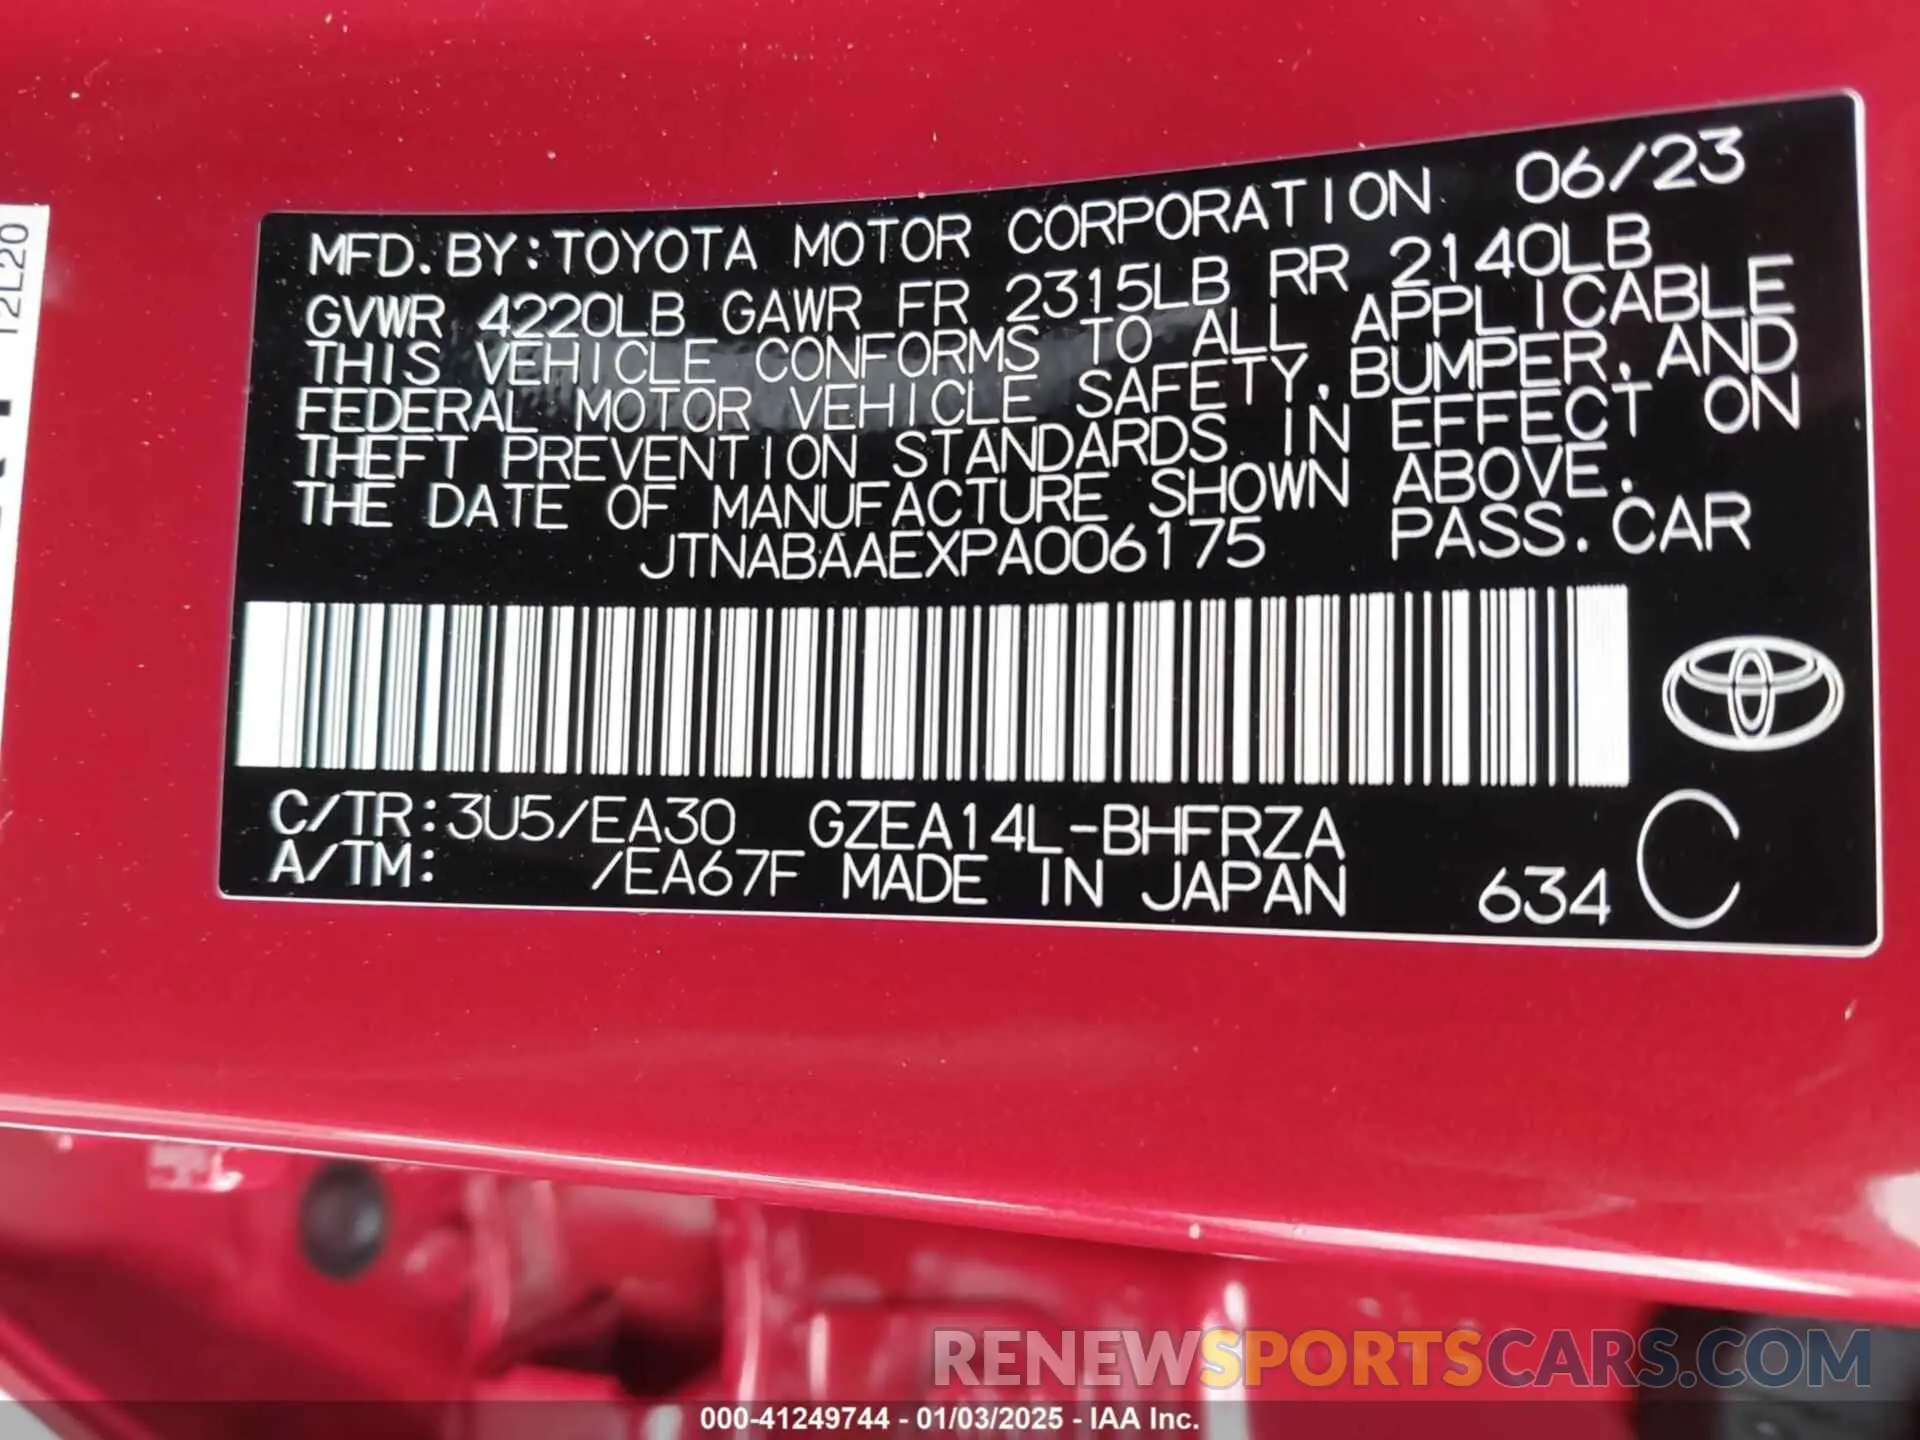 MFD. BY: TOYOTA MOTOR CORPORATION 06/23
GVWR 4220LB GAWR FR 2315LB RR 2140LB
THIS VEHICLE CONFORMS TO ALL APPLICABLE
FEDERAL MOTOR VEHICLE SAFETY, BUMPER, AND
THEFT PREVENTION STANDARDS IN EFFECT ON
THE DATE OF MANUFACTURE SHOWN ABOVE.
JTNABAAEXPA006175 PASS. CAR
C/TR: 3U5/EA30 GZEA14L-BHFRZA
A/TM: /EA67F MADE IN JAPAN 634 C
12L20
RENEWSPORTSCARS.COM
000-41249744 - 01/03/2025 - IAA Inc.